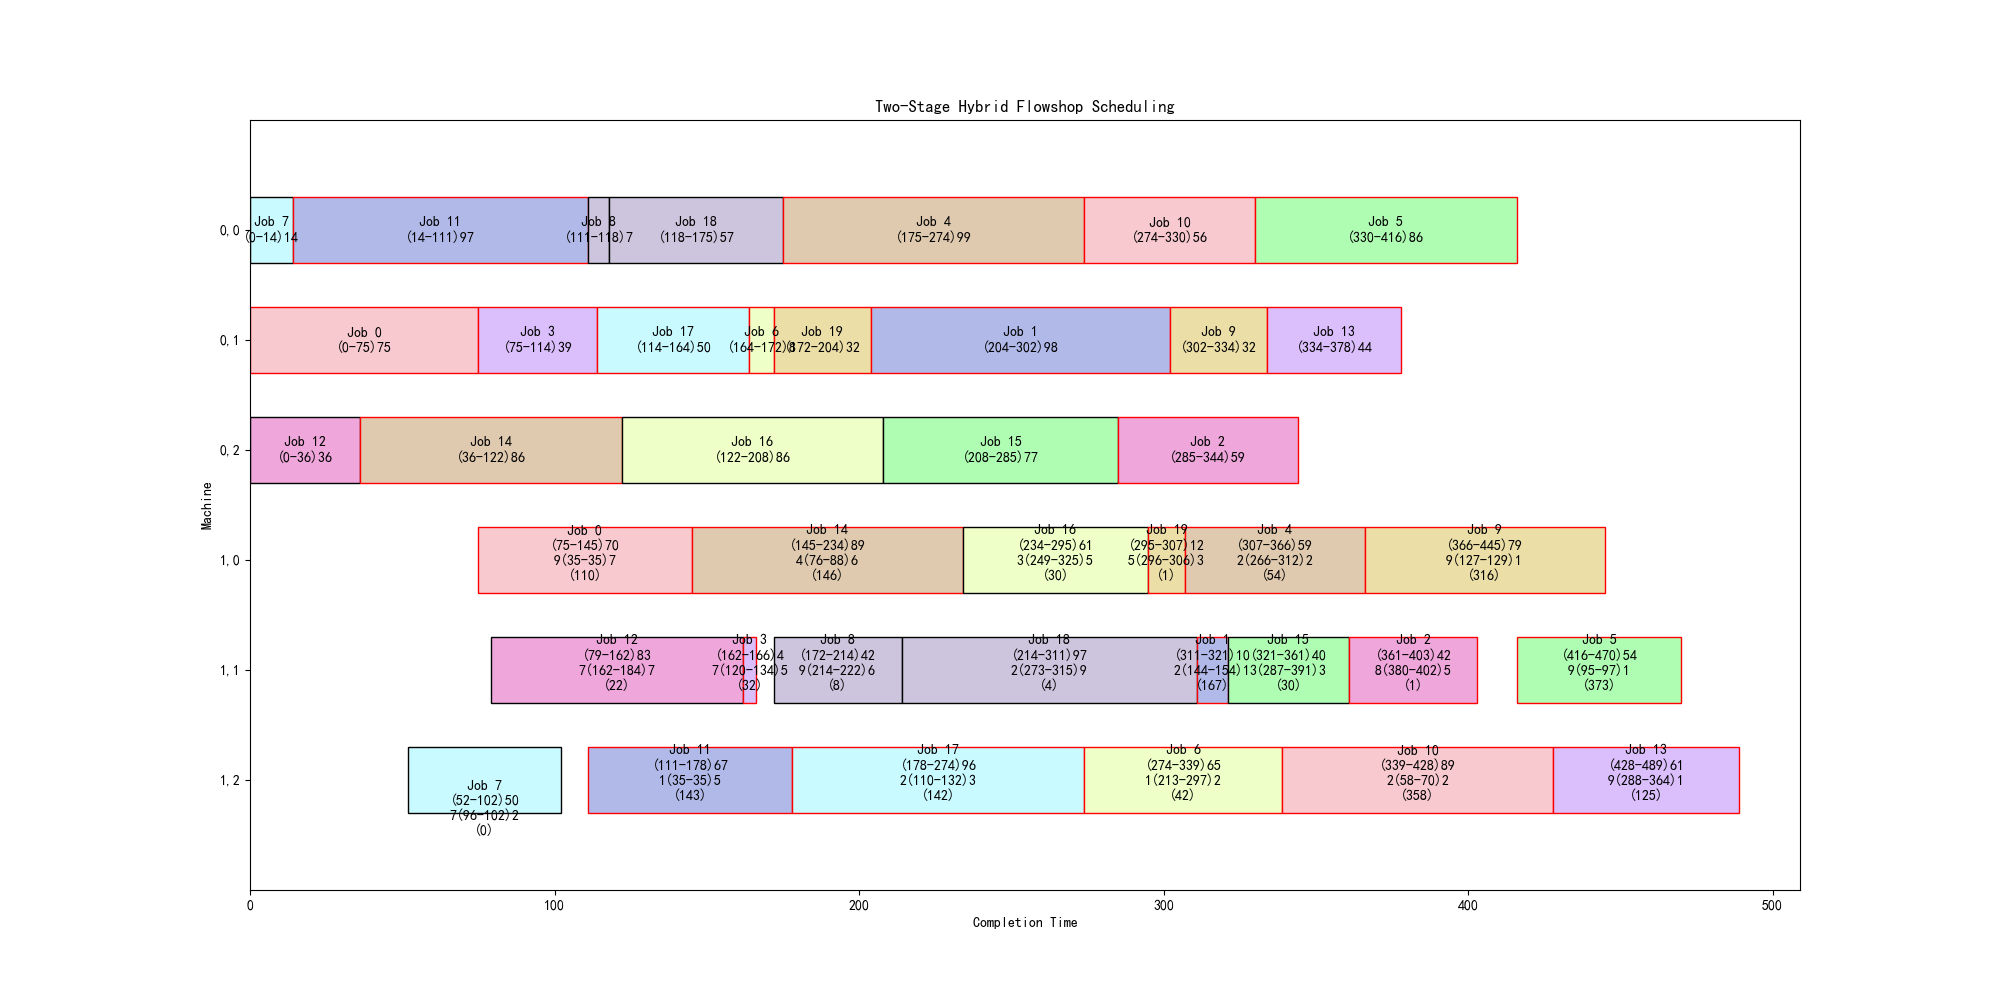 Two-Stage Hybrid Flowshop Scheduling
Machine
0,0
Job 7
(0-14)14
Job 11
(14-111)97
Job 8
(111-118)7
Job 18
(118-175)57
Job 4
(175-274)99
Job 10
(274-330)56
Job 5
(330-416)86
0,1
Job 0
(0-75)75
Job 3
(75-114)39
Job 17
(114-164)50
Job 6
(164-172)8
Job 19
(172-204)32
Job 1
(204-302)98
Job 9
(302-334)32
Job 13
(334-378)44
0,2
Job 12
(0-36)36
Job 14
(36-122)86
Job 16
(122-208)86
Job 15
(208-285)77
Job 2
(285-344)59
1,0
Job 0
(75-145)70
9(35-35)7
(110)
Job 14
(145-234)89
4(76-88)6
(146)
Job 16
(234-295)61
3(249-325)5
(30)
Job 19
(295-307)12
5(296-306)3
(1)
Job 4
(307-366)59
2(266-312)2
(54)
Job 9
(366-445)79
9(127-129)1
(316)
1,1
Job 12
(79-162)83
7(162-184)7
(22)
Job 3
(162-166)4
7(120-134)5
(32)
Job 8
(172-214)42
9(214-222)6
(8)
Job 18
(214-311)97
2(273-315)9
(4)
Job 1
(311-321)10
2(144-154)1
(167)
Job 15
(321-361)40
3(287-391)3
(30)
Job 2
(361-403)42
8(380-402)5
(1)
Job 5
(416-470)54
9(95-97)1
(373)
1,2
Job 7
(52-102)50
7(96-102)2
(0)
Job 11
(111-178)67
1(35-35)5
(143)
Job 17
(178-274)96
2(110-132)3
(142)
Job 6
(274-339)65
1(213-297)2
(42)
Job 10
(339-428)89
2(58-70)2
(358)
Job 13
(428-489)61
9(288-364)1
(125)
0
100
200
300
400
500
Completion Time